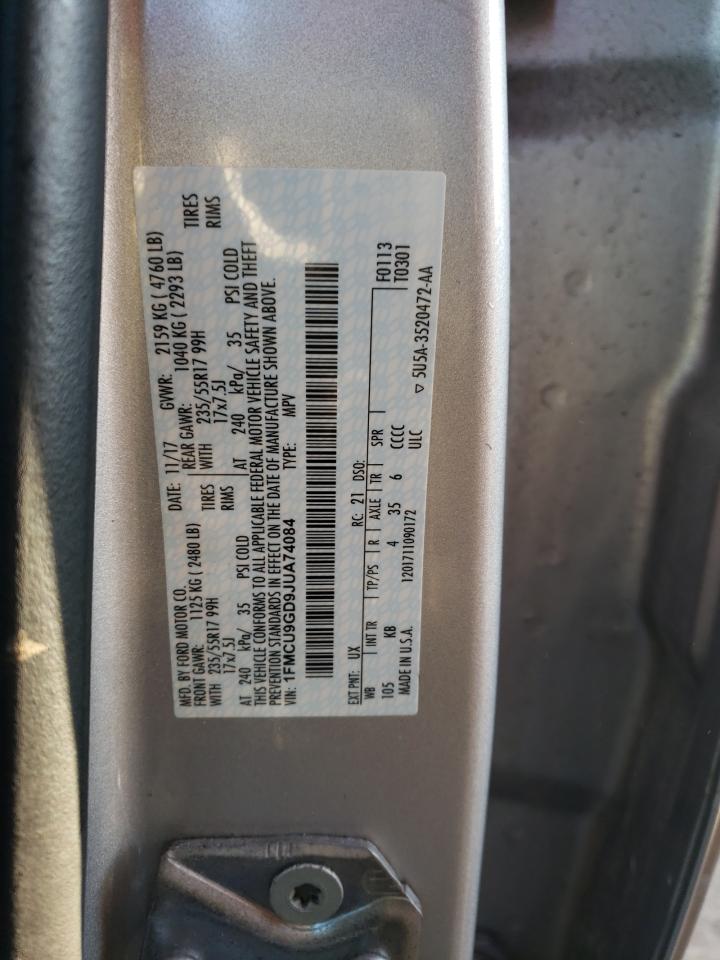 MFD. BY FORD MOTOR CO. DATE: 11/17 GVWR: 2159 KG ( 4760 LB)
FRONT GAWR: 1125 KG ( 2480 LB) REAR GAWR: 1040 KG ( 2293 LB)
WITH 235/55R17 99H TIRES WITH 235/55R17 99H TIRES
17x7.5J RIMS 17x7.5J RIMS
AT 240 kPa/ 35 PSI COLD AT 240 kPa/ 35 PSI COLD
THIS VEHICLE CONFORMS TO ALL APPLICABLE FEDERAL MOTOR VEHICLE SAFETY AND THEFT
PREVENTION STANDARDS IN EFFECT ON THE DATE OF MANUFACTURE SHOWN ABOVE.
VIN: 1FMCU9GD9JUA74084 TYPE: MPV
EXT PNT: UX RC: 21 DSO:
WB INT TR TP/PS R AXLE TR SPR F0113
105 KB 4 35 6 CCCC T0301
MADE IN U.S.A. 1201711090172 ULC
▽ 5U5A-3520472-AA